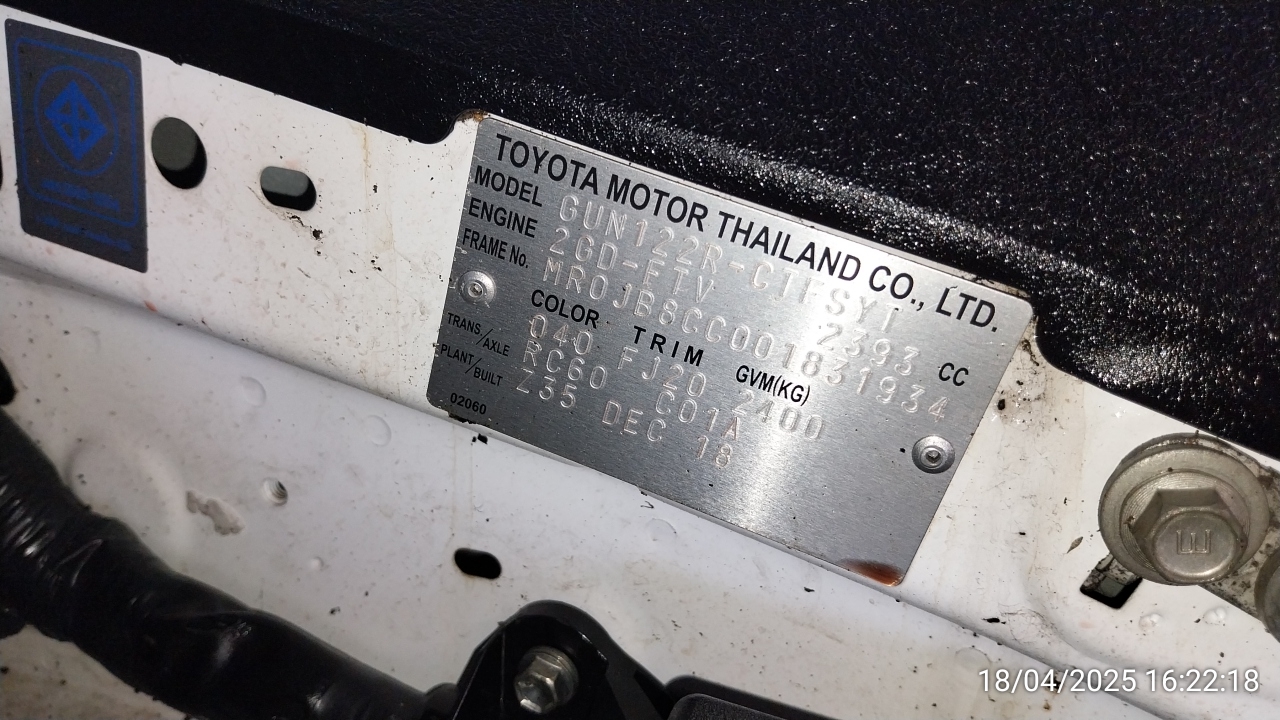 TOYOTA MOTOR THAILAND CO., LTD.
MODEL GUN122R-CTFSYT
ENGINE 2GD-FTV 2393 CC
FRAME No. MR0JB8CC001831934
COLOR TRIM GVM(KG)
040 FJ20 2400
TRANS/AXLE RC60 C01A
PLANT/BUILT Z35 DEC 18
02060
E
18/04/2025 16:22:18